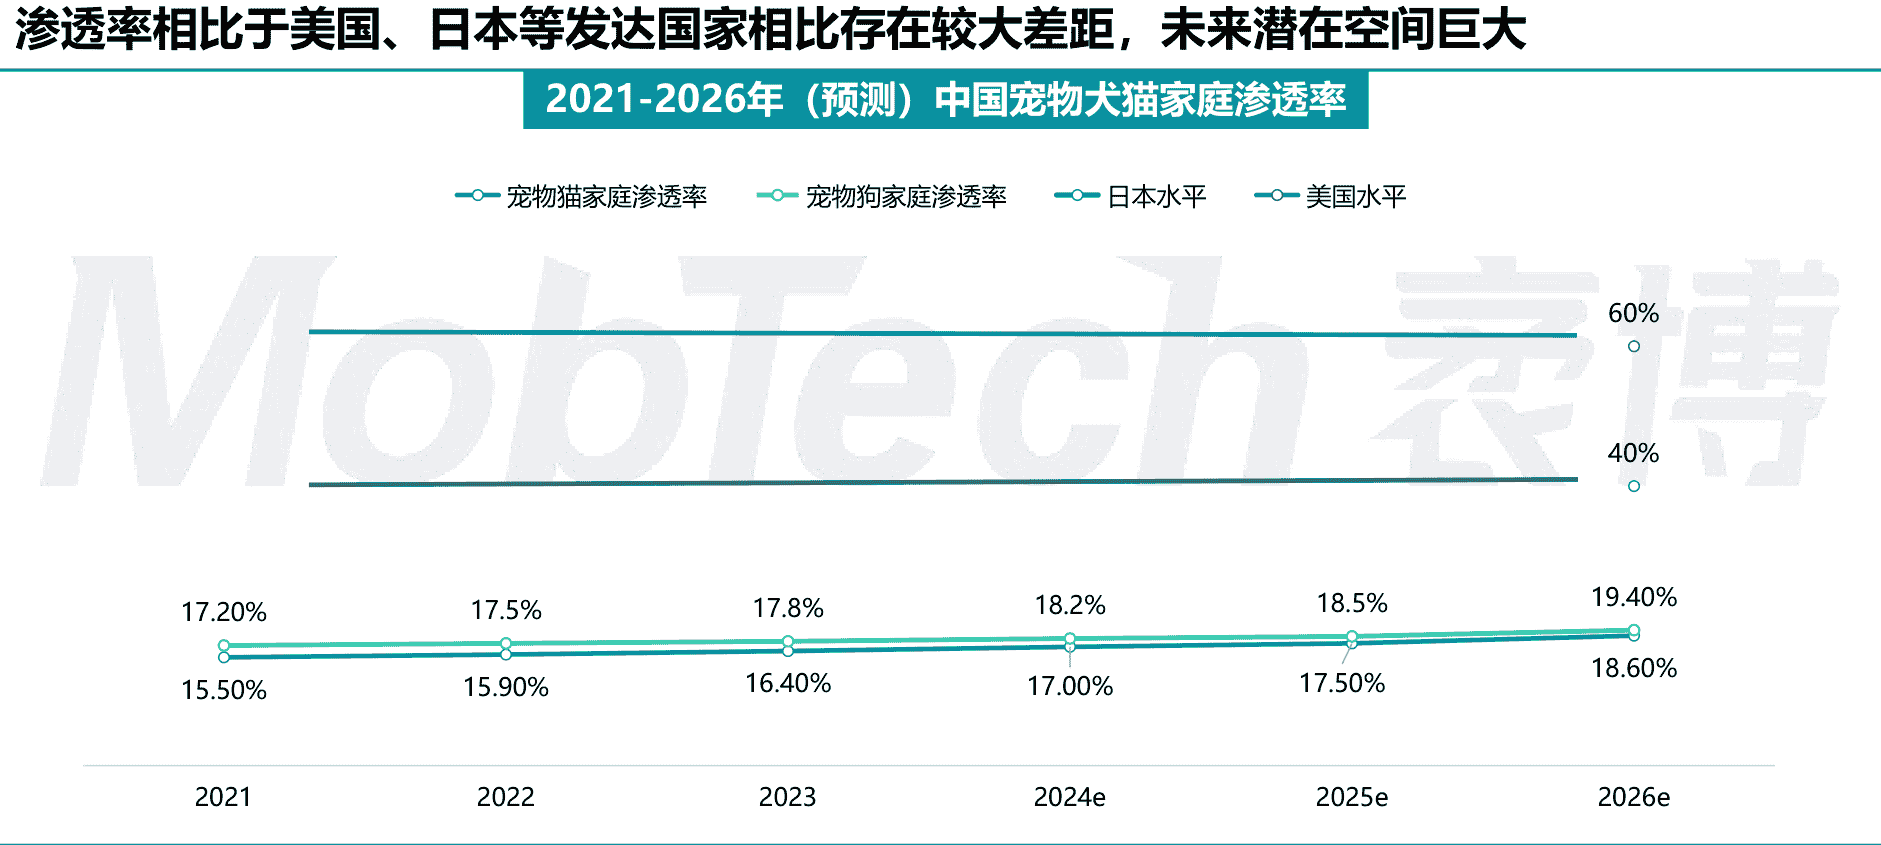 渗透率相比于美国、日本等发达国家相比存在较大差距，未来潜在空间巨大
2021-2026年（预测）中国宠物犬猫家庭渗透率
宠物猫家庭渗透率 宠物狗家庭渗透率 日本水平 美国水平
MobTech 袤博
60%
40%
17.20% 17.5% 17.8% 18.2% 18.5% 19.40%
15.50% 15.90% 16.40% 17.00% 17.50% 18.60%
2021 2022 2023 2024e 2025e 2026e